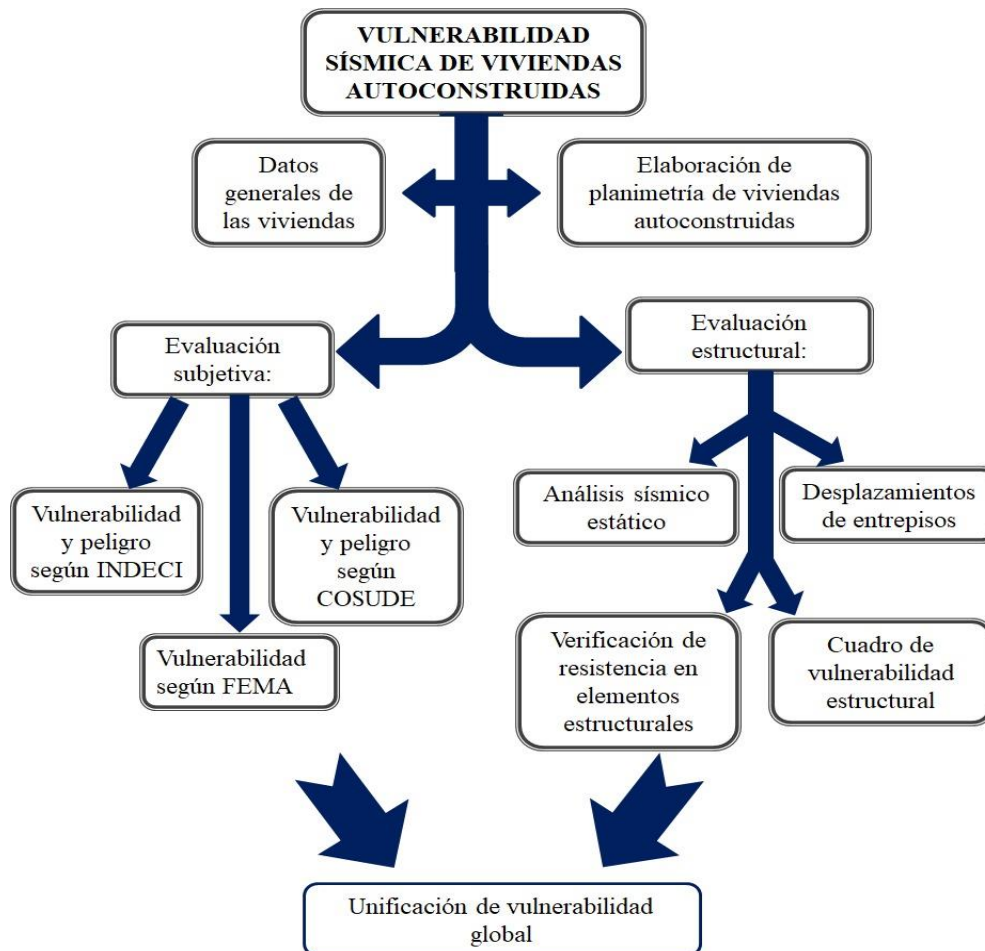 VULNERABILIDAD
SÍSMICA DE VIVIENDAS
AUTOCONSTRUIDAS
Datos
generales de
las viviendas
Elaboración de
planimetría de viviendas
autoconstruidas
Evaluación
subjetiva:
Evaluación
estructural:
Vulnerabilidad
y peligro
según INDECI
Vulnerabilidad
y peligro
según
COSUDE
Vulnerabilidad
según FEMA
Análisis sísmico
estático
Desplazamientos
de entrepisos
Verificación de
resistencia en
elementos
estructurales
Cuadro de
vulnerabilidad
estructural
Unificación de vulnerabilidad
global